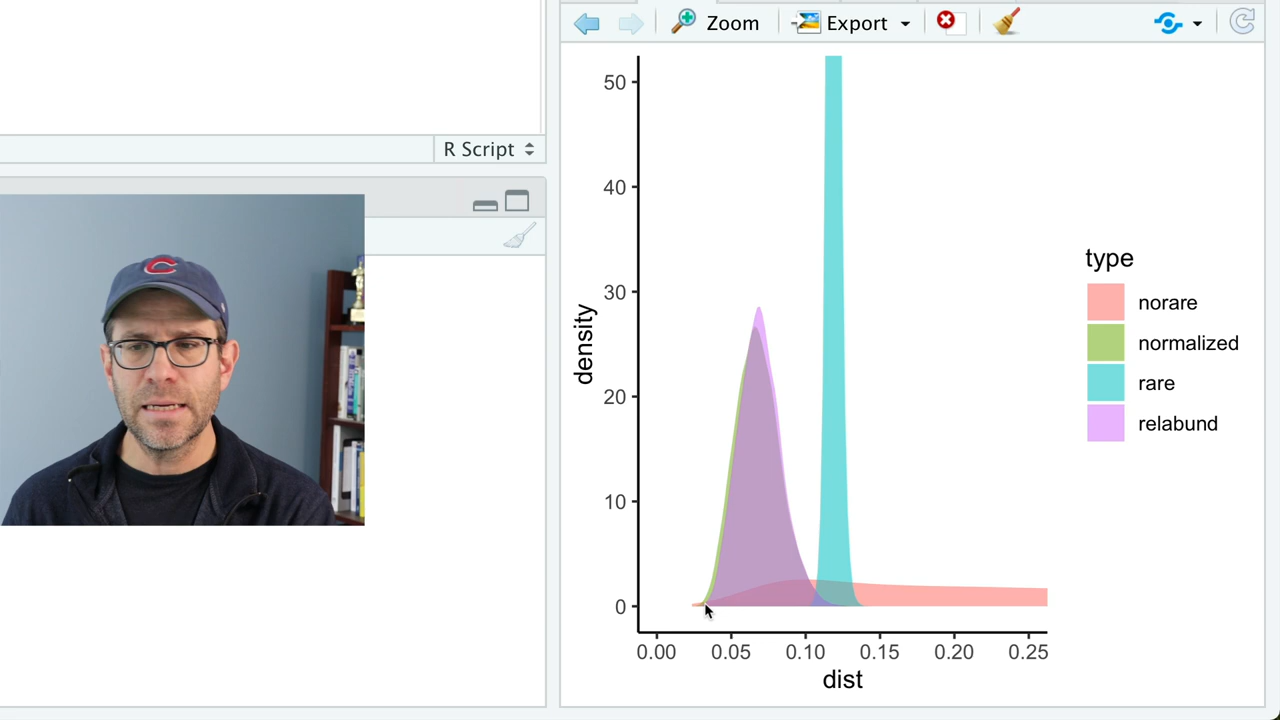 Zoom
Export
R Script
C
50
40
30
20
10
0
density
0.00
0.05
0.10
0.15
0.20
0.25
dist
type
norare
normalized
rare
relabund